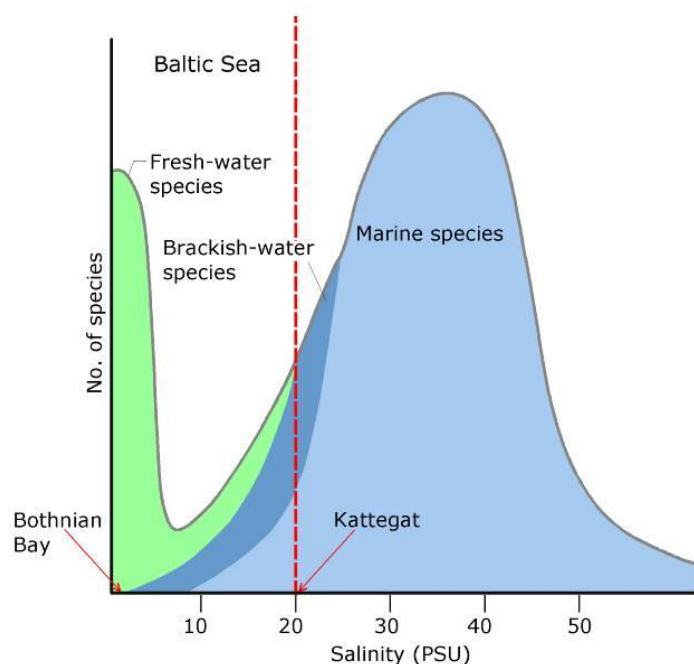 Baltic Sea
Fresh-water
species
Brackish-water
species
Marine species
No. of species
Bothnian
Bay
Kattegat
10
20
30
40
50
Salinity (PSU)